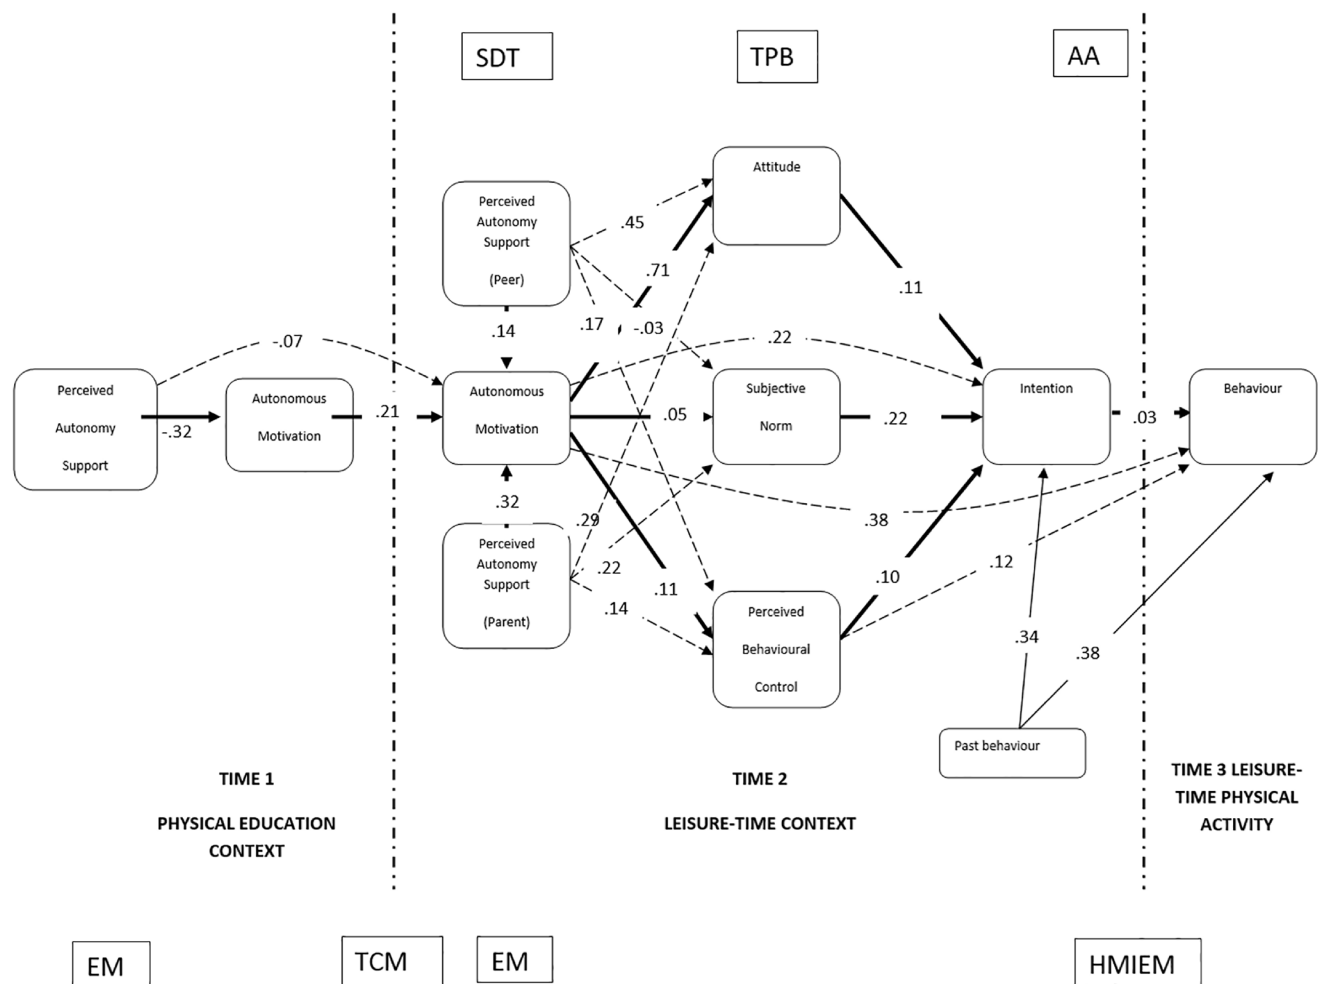 SDT
TPB
AA
Attitude
Perceived
Autonomy
Support
(Peer)
.45
.71
.11
.14
.17
-.03
.22
-.07
Perceived
Autonomy
Support
-.32
Autonomous
Motivation
.21
Autonomous
Motivation
.05
Subjective
Norm
.22
Intention
.03
Behaviour
.32
.29
.38
Perceived
Autonomy
Support
(Parent)
.22
.14
.11
.10
.12
Perceived
Behavioural
Control
.34
.38
Past behaviour
TIME 1
PHYSICAL EDUCATION
CONTEXT
TIME 2
LEISURE-TIME CONTEXT
TIME 3 LEISURE-
TIME PHYSICAL
ACTIVITY
EM
TCM
EM
HMIEM